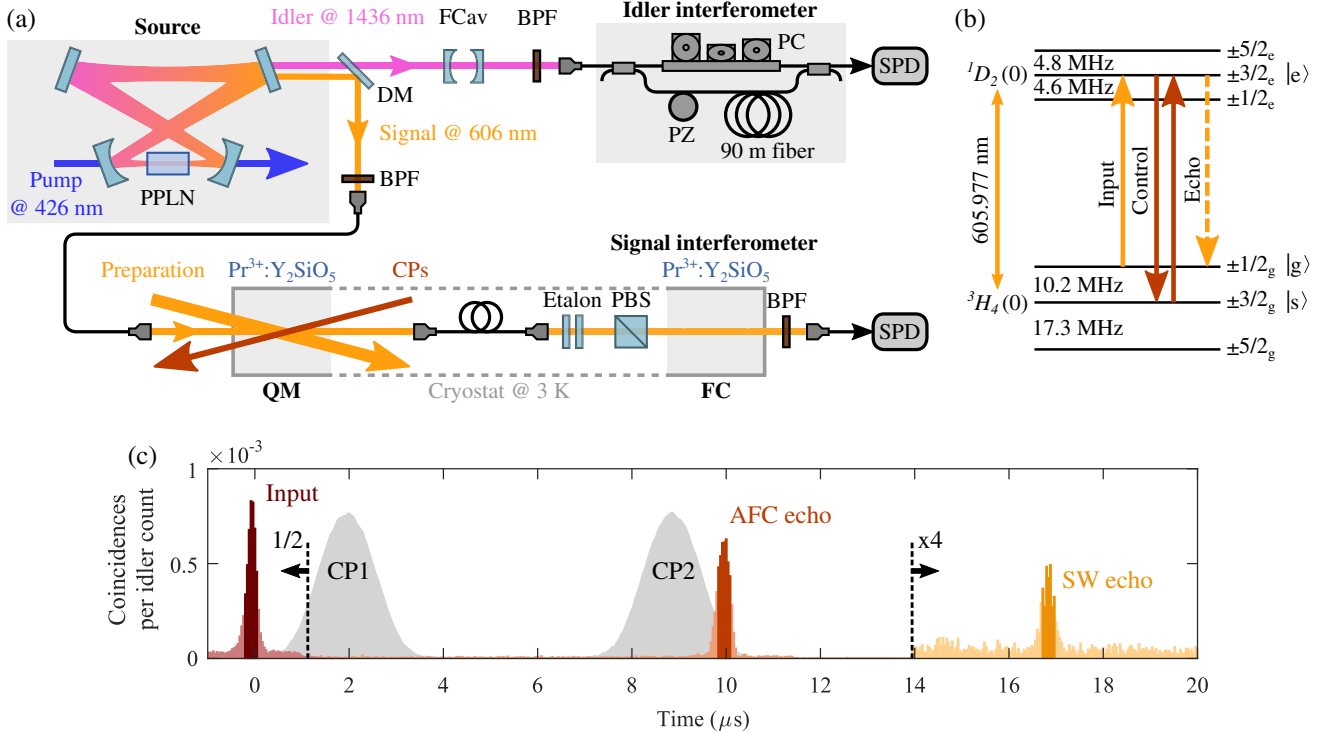 (a)
Source
Idler @ 1436 nm
FCav
BPF
Idler interferometer
PC
SPD
DM
PZ
90 m fiber
Signal @ 606 nm
BPF
Pump
@ 426 nm
PPLN
Signal interferometer
Preparation
Pr³⁺:Y₂SiO₅
CPs
Pr³⁺:Y₂SiO₅
Etalon
PBS
BPF
SPD
QM
Cryostat @ 3 K
FC
(b)
¹D₂(0)
4.8 MHz
4.6 MHz
±5/2ₑ
±3/2ₑ |e⟩
±1/2ₑ
605.977 nm
Input
Control
Echo
³H₄(0)
10.2 MHz
17.3 MHz
±1/2g |g⟩
±3/2g |s⟩
±5/2g
(c)
×10⁻³
1
0.5
0
Coincidences
per idler count
Input
1/2
CP1
CP2
AFC echo
x4
SW echo
0 2 4 6 8 10 12 14 16 18 20
Time (μs)